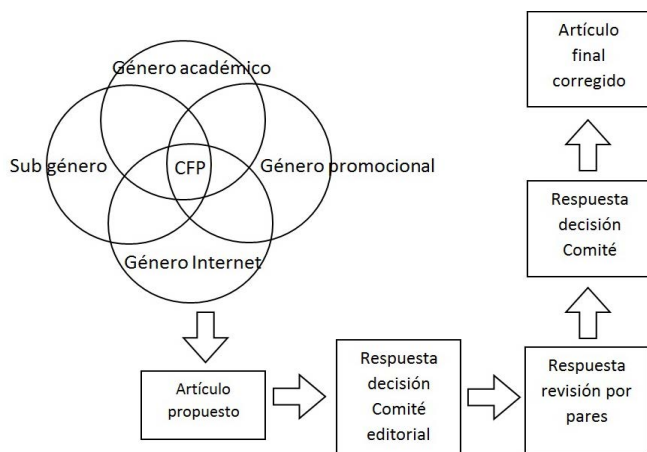 Género académico
Sub género
CFP
Género promocional
Género Internet
Artículo
propuesto
Respuesta
decisión
Comité
editorial
Respuesta
revisión por
pares
Respuesta
decisión
Comité
Artículo
final
corregido